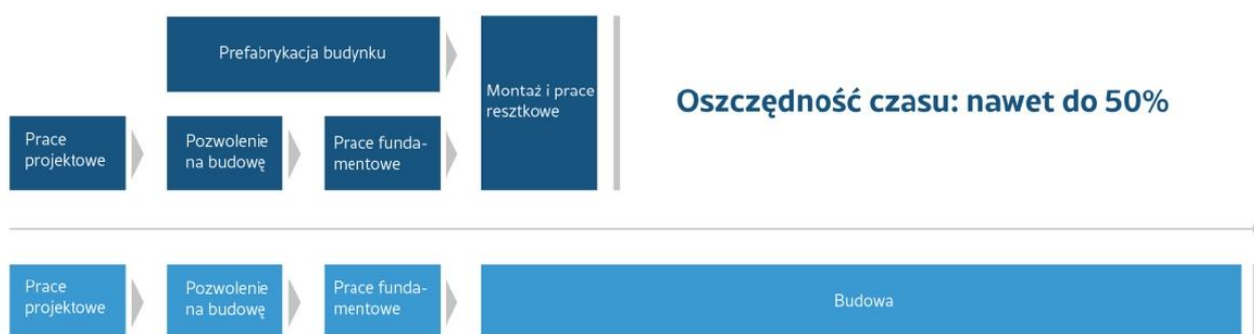 Prefabrykacja budynku
Montaż i prace
resztkowe
Oszczędność czasu: nawet do 50%
Prace
projektowe
Pozwolenie
na budowę
Prace funda-
mentowe
Prace
projektowe
Pozwolenie
na budowę
Prace funda-
mentowe
Budowa